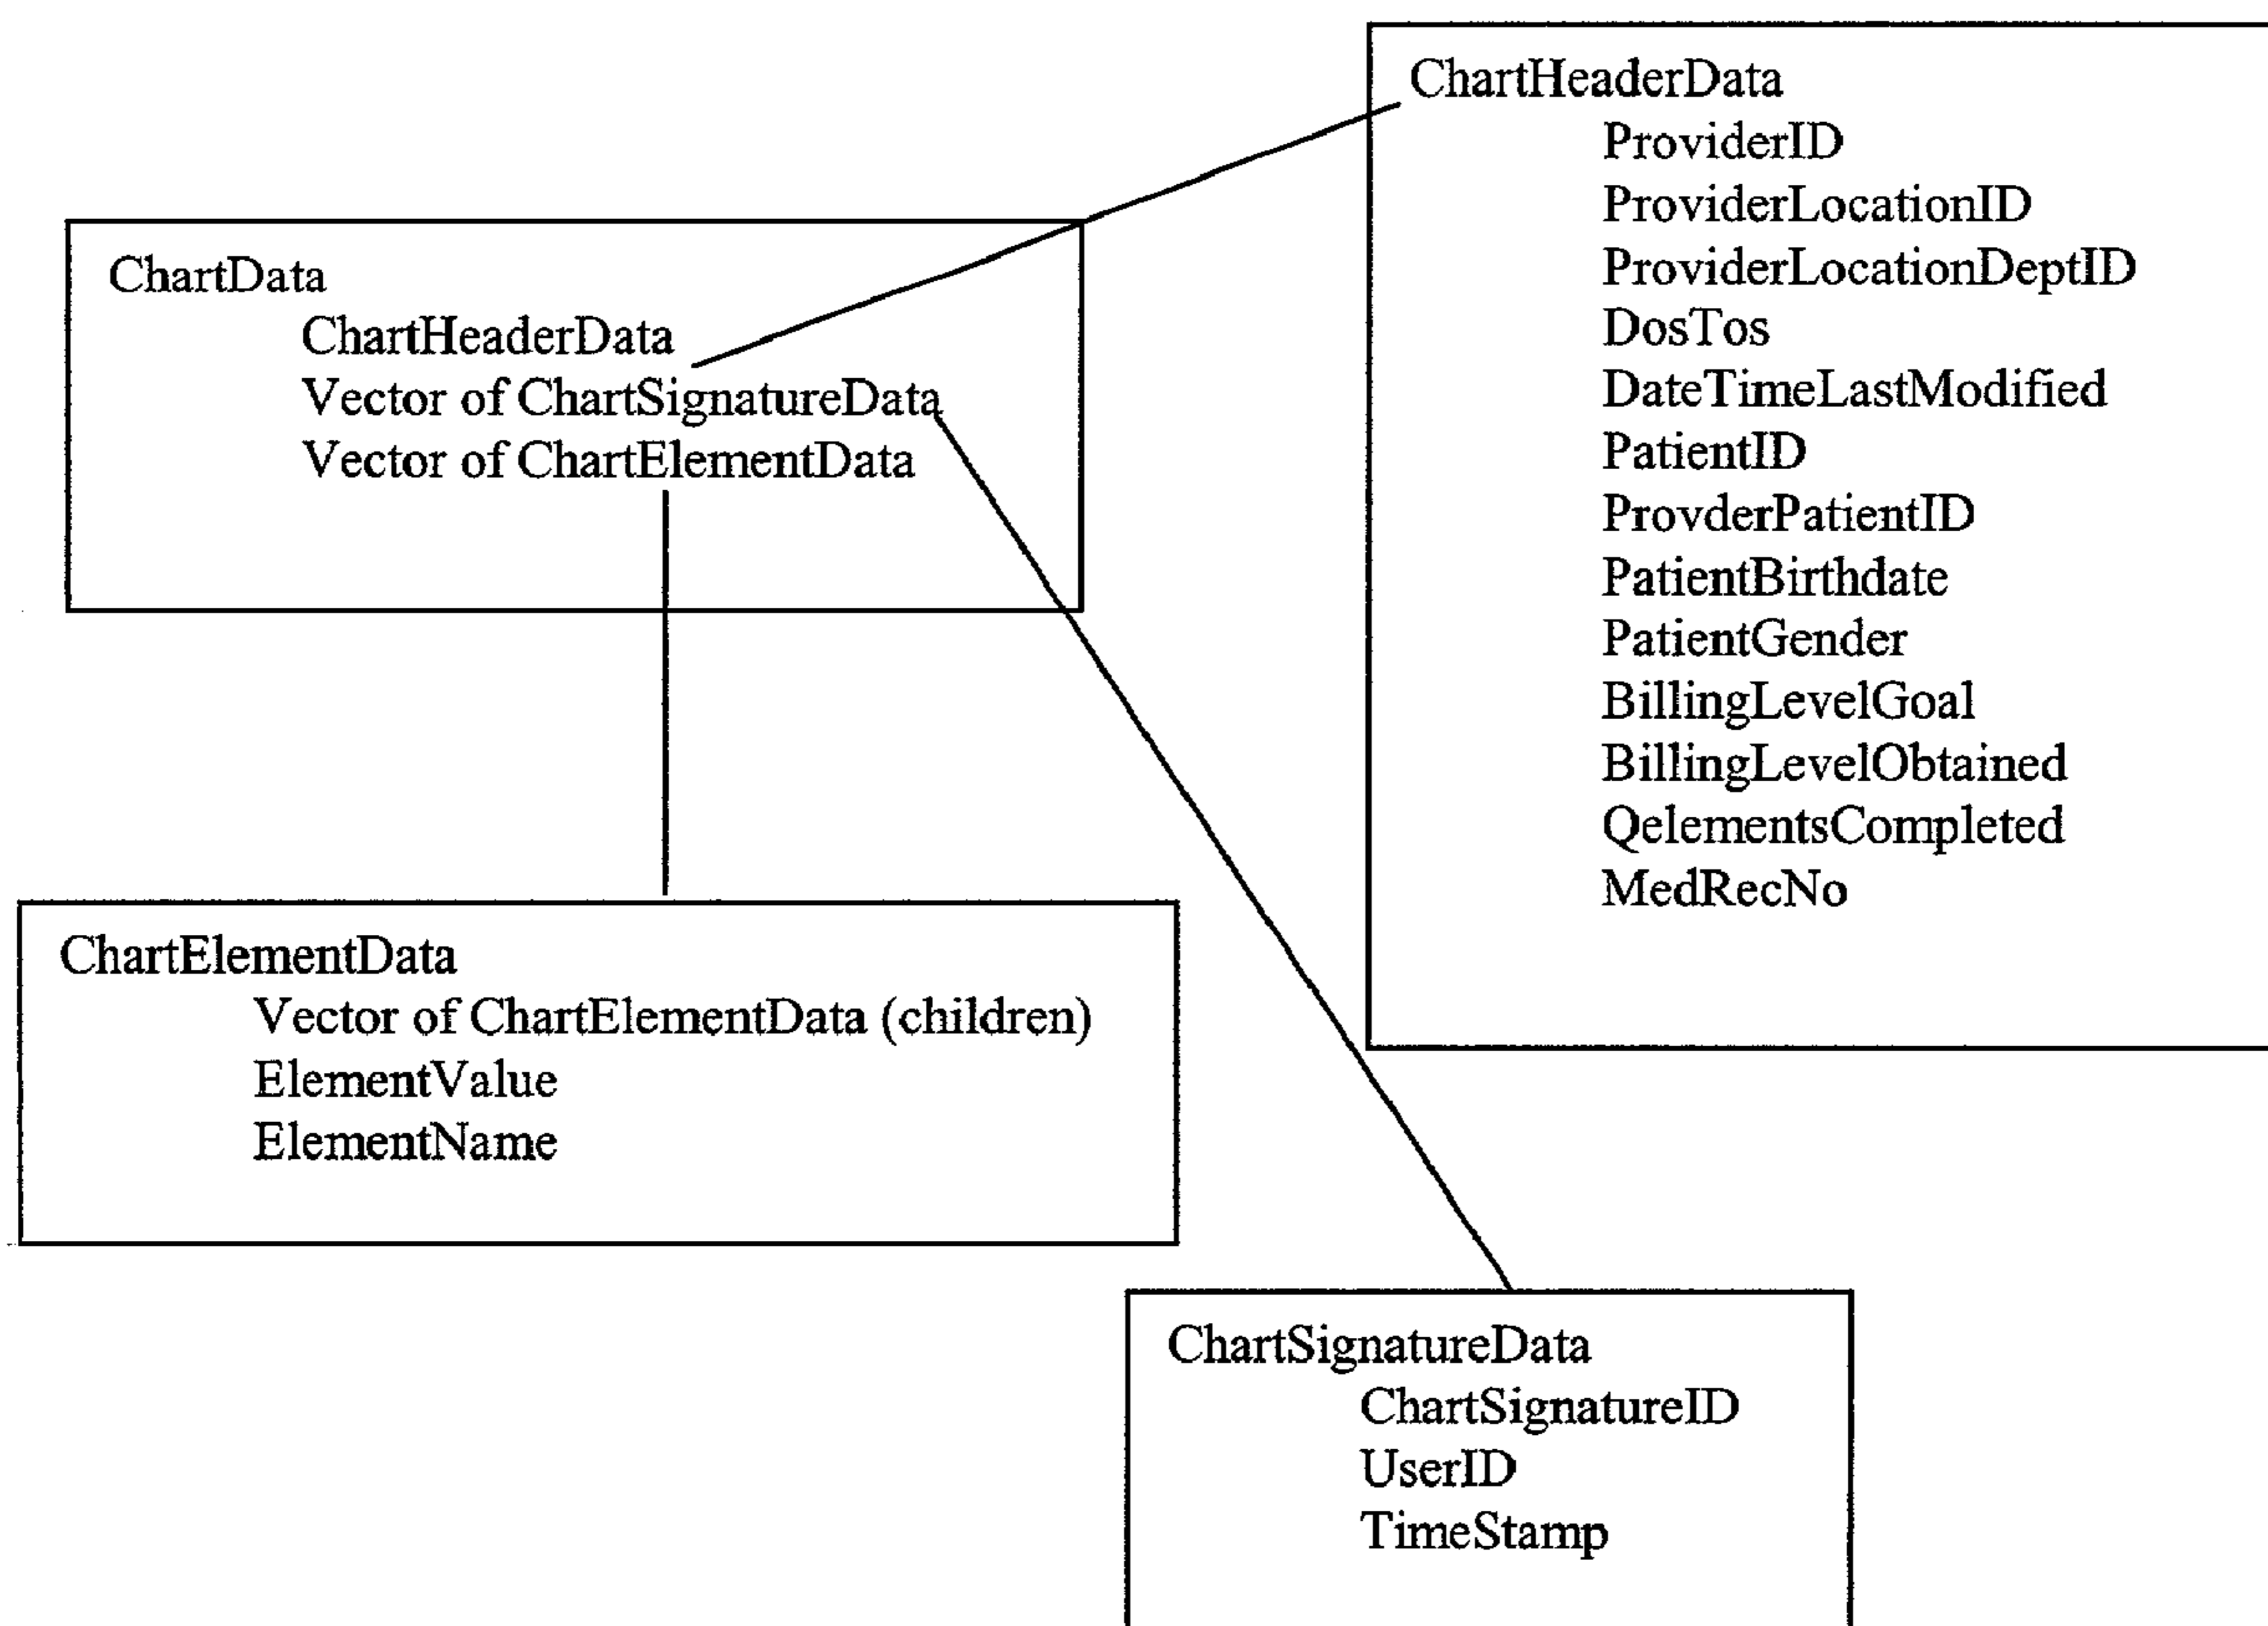 ChartData
ChartHeaderData
Vector of ChartSignatureData
Vector of ChartElementData
ChartHeaderData
ProviderID
ProviderLocationID
ProviderLocationDeptID
DosTos
DateTimeLastModified
PatientID
ProvderPatientID
PatientBirthdate
PatientGender
BillingLevelGoal
BillingLevelObtained
QelementsCompleted
MedRecNo
ChartElementData
Vector of ChartElementData (children)
ElementValue
ElementName
ChartSignatureData
ChartSignatureID
UserID
TimeStamp